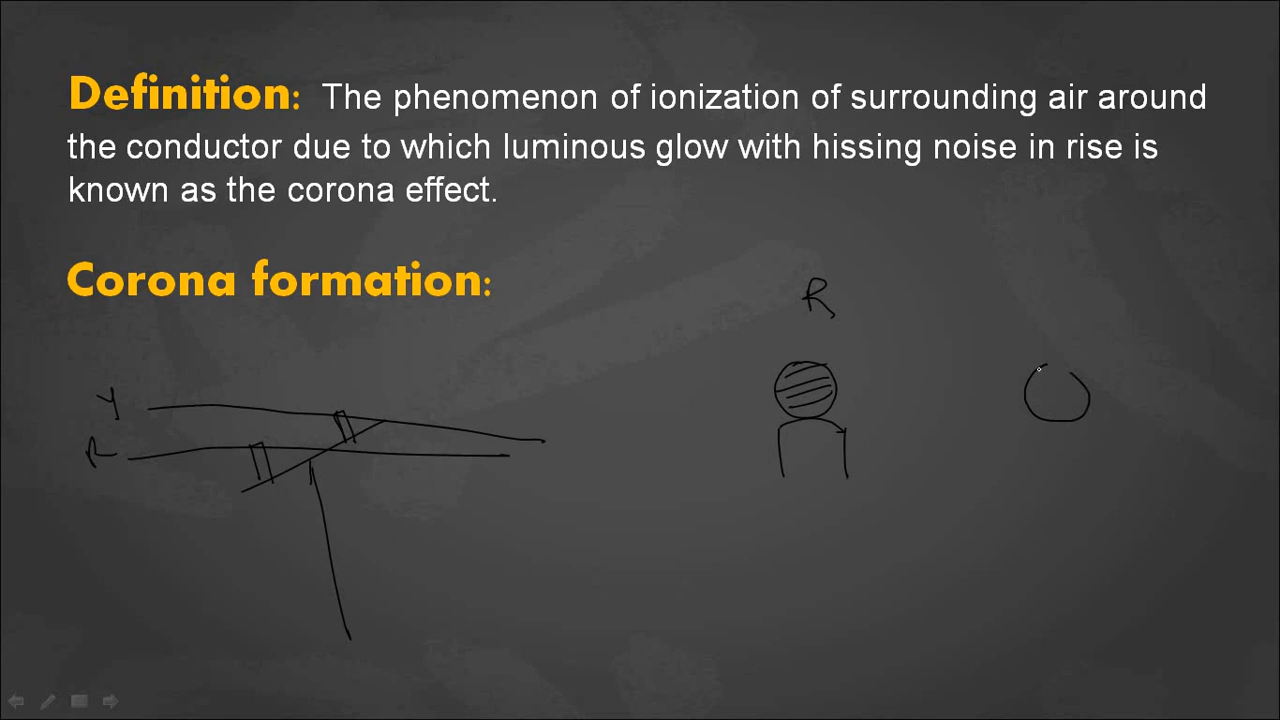 Definition: The phenomenon of ionization of surrounding air around
the conductor due to which luminous glow with hissing noise in rise is
known as the corona effect.
Corona formation:
R
Y
R